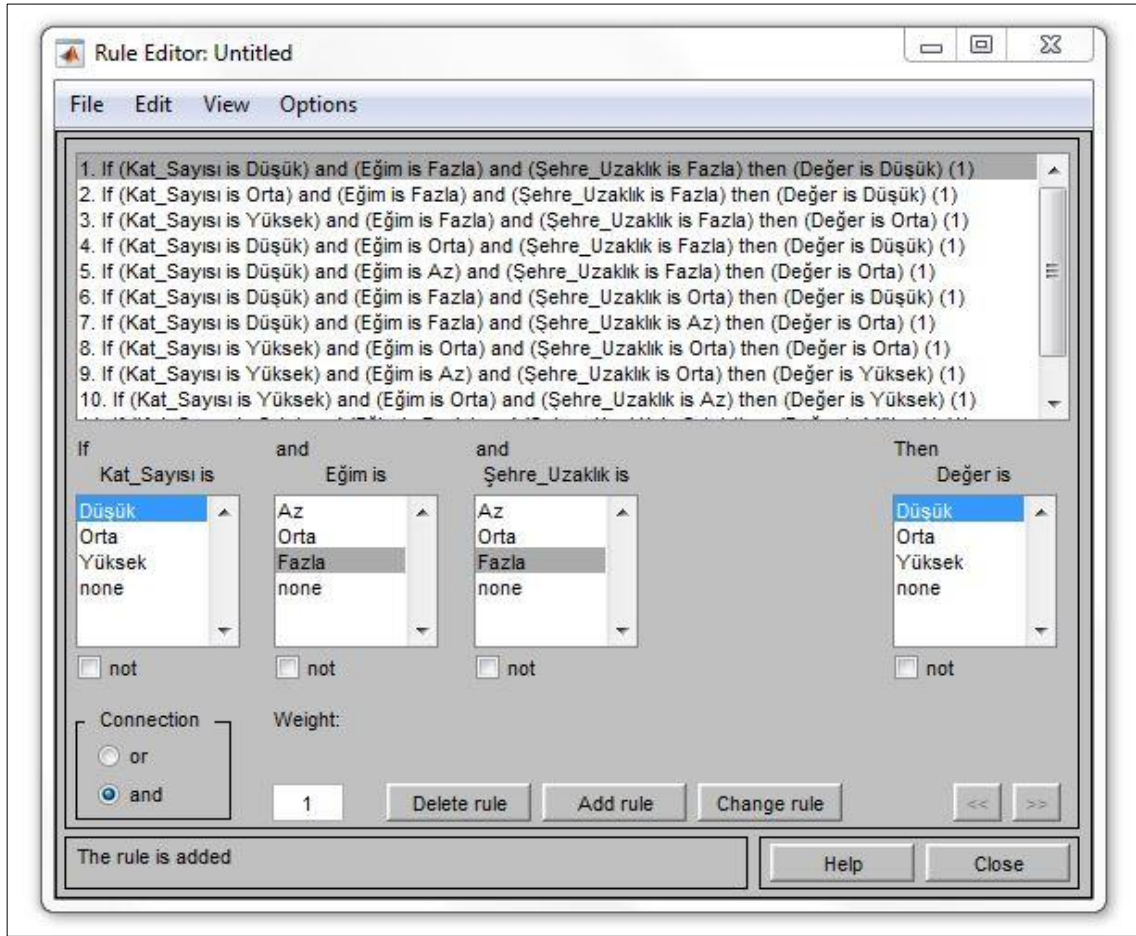 Rule Editor: Untitled
File Edit View Options
1. If (Kat_Sayısı is Düşük) and (Eğim is Fazla) and (Şehre_Uzaklık is Fazla) then (Değer is Düşük) (1)
2. If (Kat_Sayısı is Orta) and (Eğim is Fazla) and (Şehre_Uzaklık is Fazla) then (Değer is Düşük) (1)
3. If (Kat_Sayısı is Yüksek) and (Eğim is Fazla) and (Şehre_Uzaklık is Fazla) then (Değer is Orta) (1)
4. If (Kat_Sayısı is Düşük) and (Eğim is Orta) and (Şehre_Uzaklık is Fazla) then (Değer is Düşük) (1)
5. If (Kat_Sayısı is Düşük) and (Eğim is Az) and (Şehre_Uzaklık is Fazla) then (Değer is Orta) (1)
6. If (Kat_Sayısı is Düşük) and (Eğim is Fazla) and (Şehre_Uzaklık is Orta) then (Değer is Düşük) (1)
7. If (Kat_Sayısı is Düşük) and (Eğim is Fazla) and (Şehre_Uzaklık is Az) then (Değer is Orta) (1)
8. If (Kat_Sayısı is Yüksek) and (Eğim is Orta) and (Şehre_Uzaklık is Orta) then (Değer is Orta) (1)
9. If (Kat_Sayısı is Yüksek) and (Eğim is Az) and (Şehre_Uzaklık is Orta) then (Değer is Yüksek) (1)
10. If (Kat_Sayısı is Yüksek) and (Eğim is Orta) and (Şehre_Uzaklık is Az) then (Değer is Yüksek) (1)
If and and Then
Kat_Sayısı is Eğim is Şehre_Uzaklık is Değer is
Düşük Az Az Düşük
Orta Orta Orta Orta
Yüksek Fazla Fazla Yüksek
none none none none
not not not not
Connection Weight:
or
and 1 Delete rule Add rule Change rule << >>
The rule is added Help Close